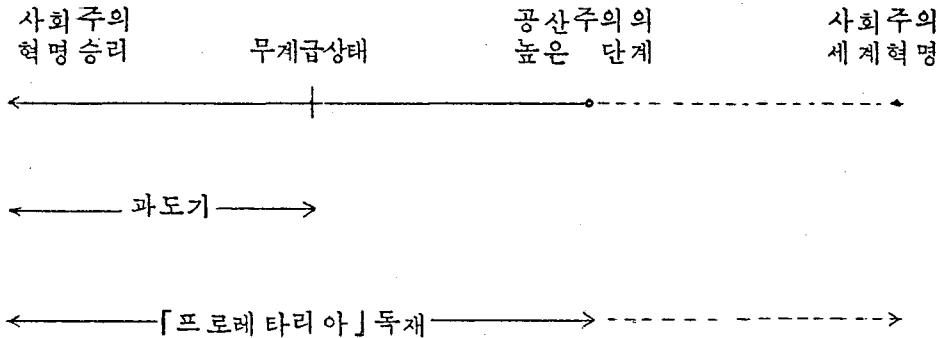 사회주의
혁명승리
무계급상태
공산주의의
높은 단계
사회주의
세계혁명
과도기
「프로레타리아」독재